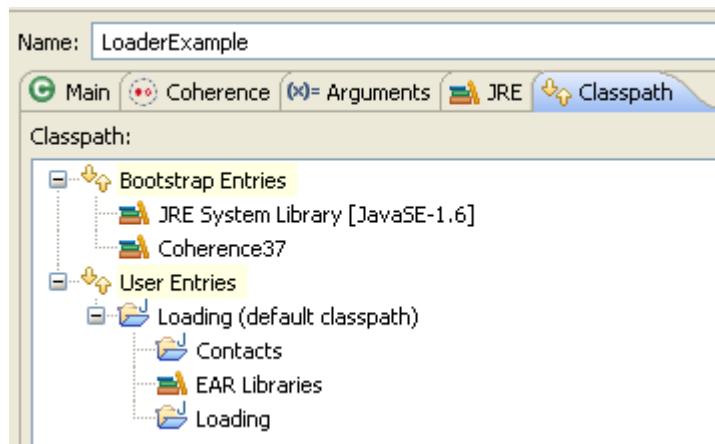 Name: LoaderExample
Main Coherence (x)= Arguments JRE Classpath
Classpath:
Bootstrap Entries
JRE System Library [JavaSE-1.6]
Coherence37
User Entries
Loading (default classpath)
Contacts
EAR Libraries
Loading